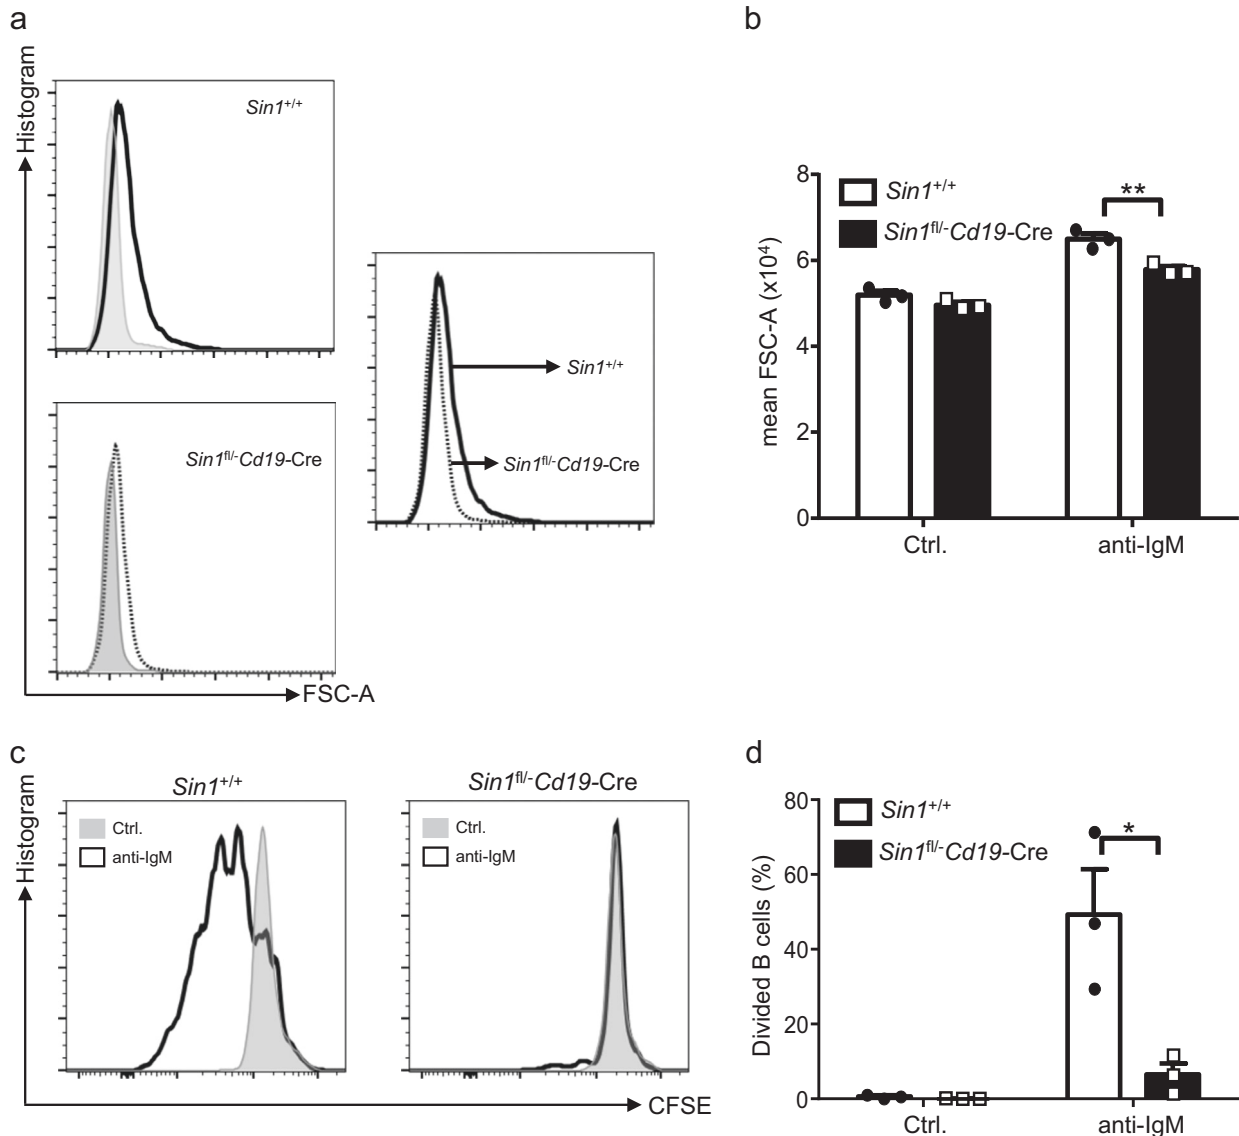 a
Histogram
Sin1+/+
Sin1fl/-Cd19-Cre
Sin1+/+
Sin1fl/-Cd19-Cre
FSC-A
b
mean FSC-A (x10⁴)
8
6
4
2
0
Sin1+/+
Sin1fl/-Cd19-Cre
**
Ctrl.
anti-IgM
c
Histogram
Sin1+/+
Ctrl.
anti-IgM
Sin1fl/-Cd19-Cre
Ctrl.
anti-IgM
CFSE
d
Divided B cells (%)
80
60
40
20
0
Sin1+/+
Sin1fl/-Cd19-Cre
*
Ctrl.
anti-IgM